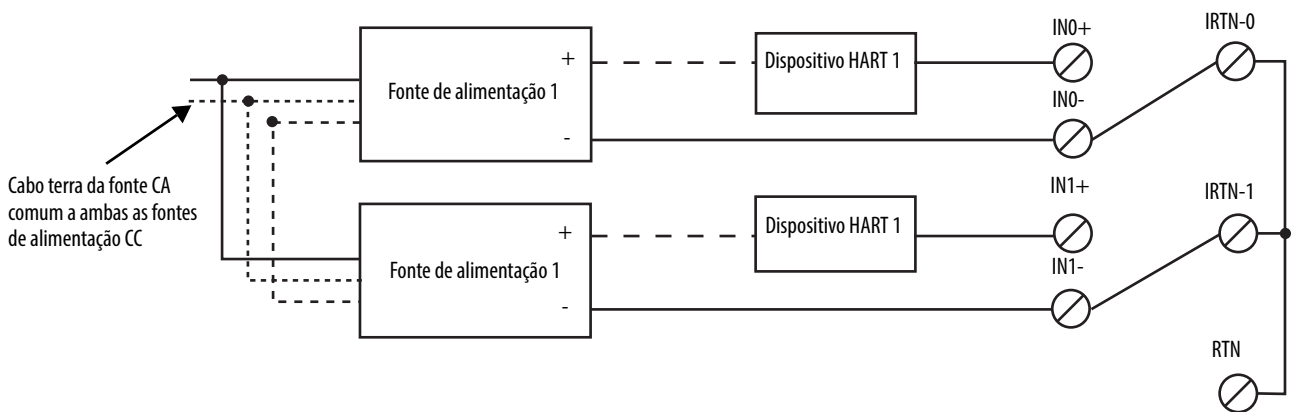 IN0+
IRTN-0
+
Dispositivo HART 1
Fonte de alimentação 1
IN0-
-
Cabo terra da fonte CA
comum a ambas as fontes
de alimentação CC
IN1+
IRTN-1
+
Dispositivo HART 1
Fonte de alimentação 1
IN1-
-
RTN